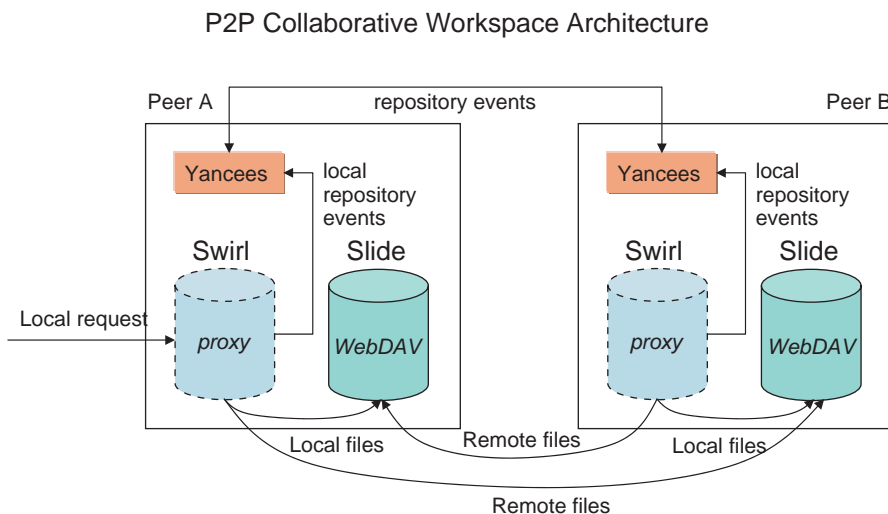 P2P Collaborative Workspace Architecture
Peer A
repository events
Peer B
Yancees
local
repository
events
Yancees
local
repository
events
Swirl
Slide
Swirl
Slide
Local request
proxy
WebDAV
proxy
WebDAV
Local files
Remote files
Local files
Remote files